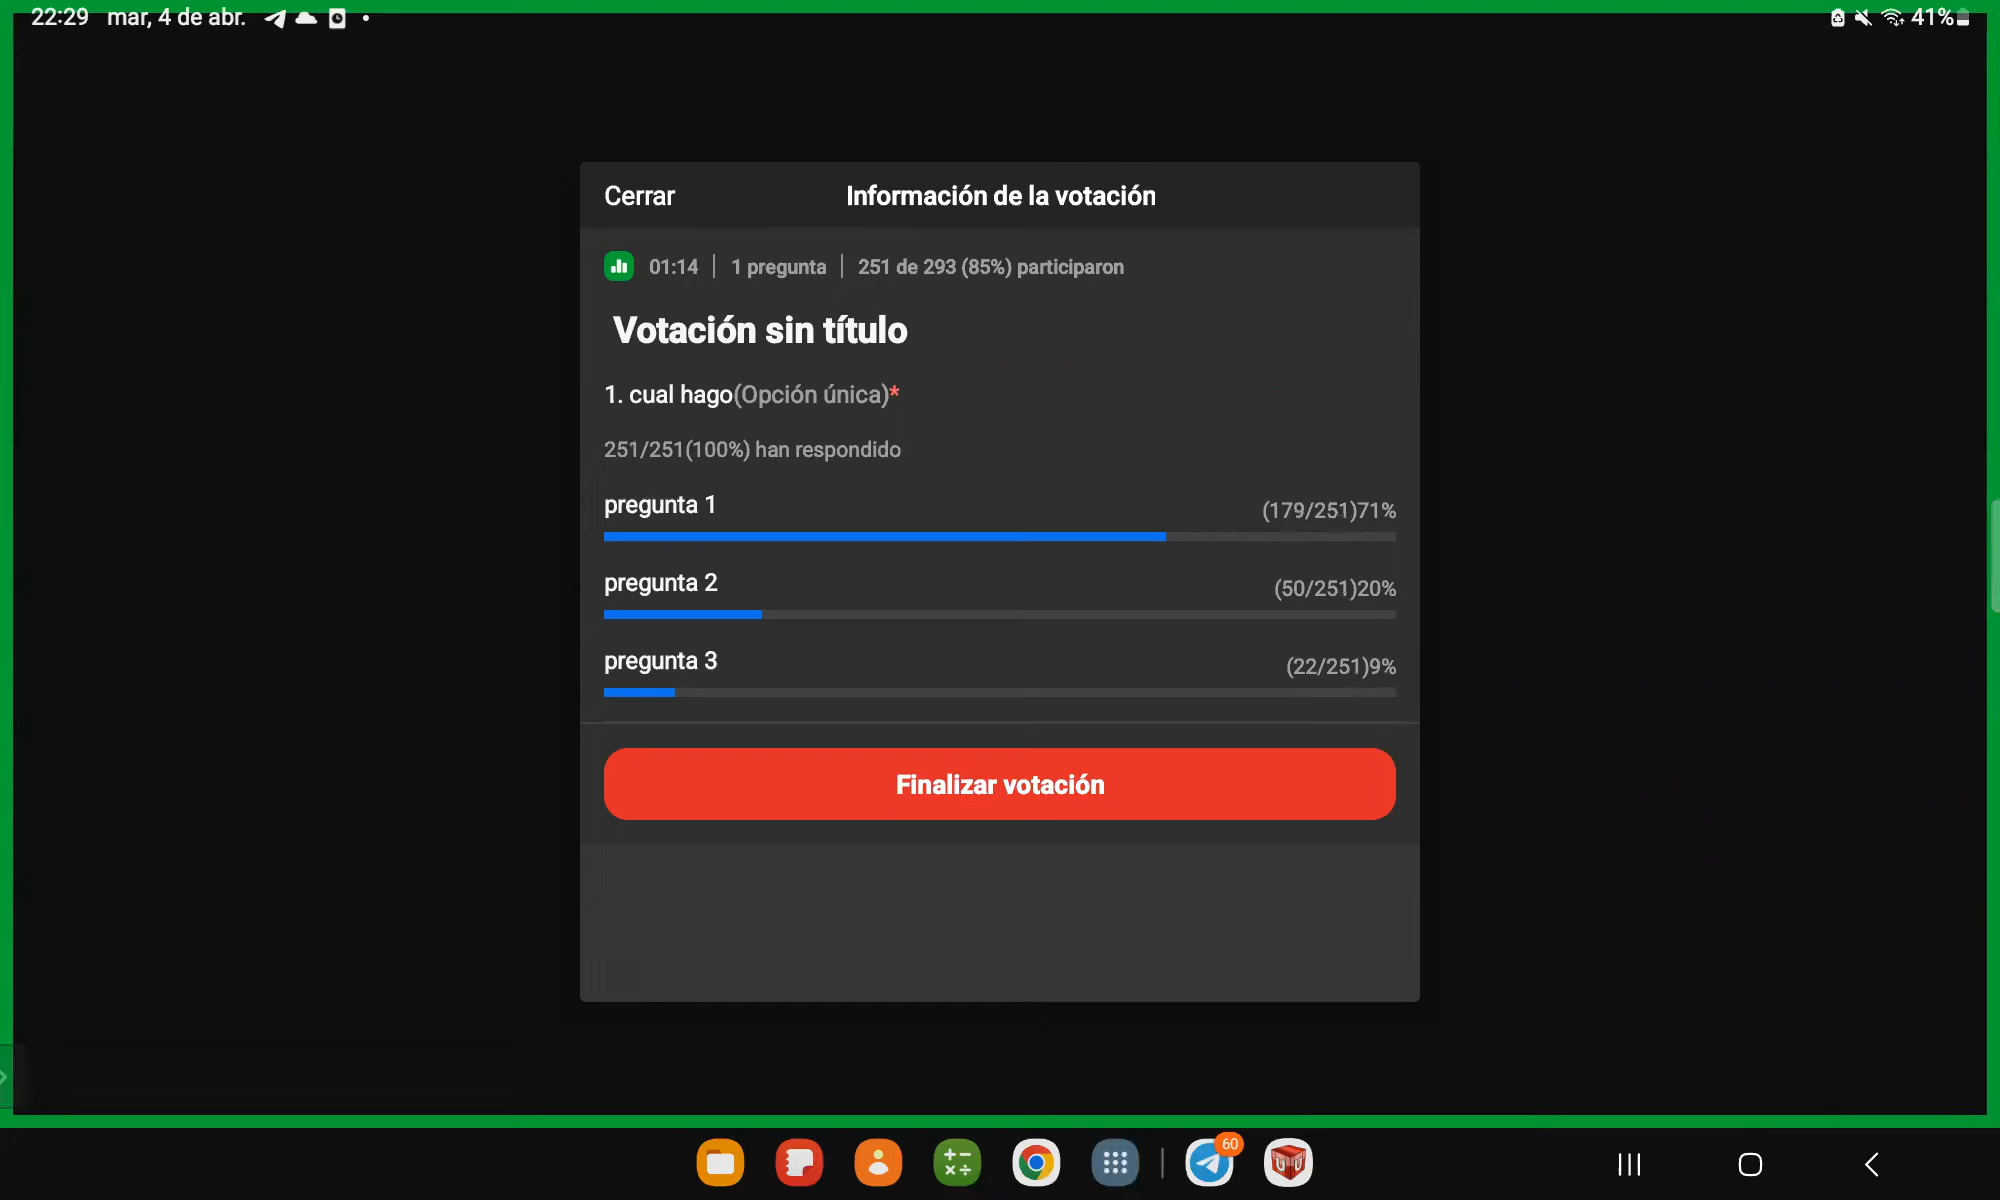 22:29 mar, 4 de abr.
41%
Cerrar
Información de la votación
01:14 | 1 pregunta | 251 de 293 (85%) participaron
Votación sin título
1. cual hago(Opción única)*
251/251(100%) han respondido
pregunta 1
(179/251)71%
pregunta 2
(50/251)20%
pregunta 3
(22/251)9%
Finalizar votación
60